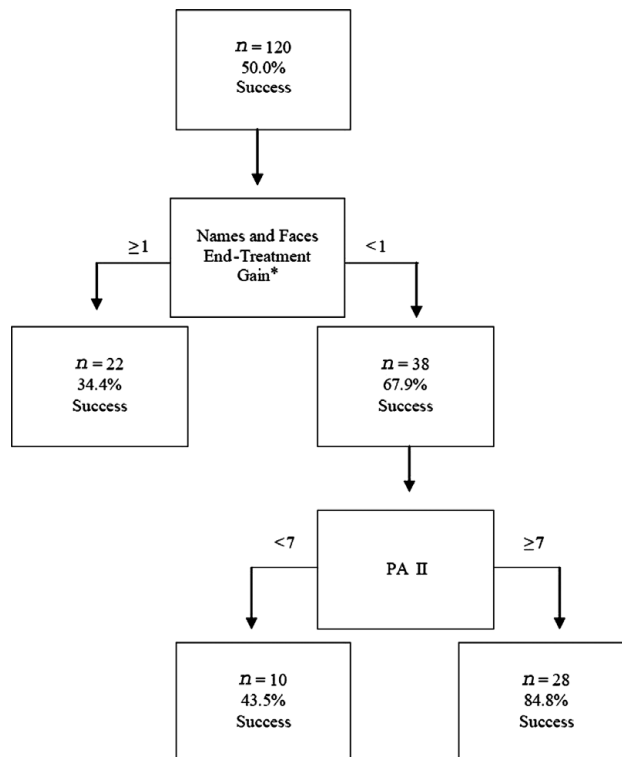 n = 120
50.0%
Success
≥1
Names and Faces
End-Treatment
Gain*
<1
n = 22
34.4%
Success
n = 38
67.9%
Success
<7
PA II
≥7
n = 10
43.5%
Success
n = 28
84.8%
Success